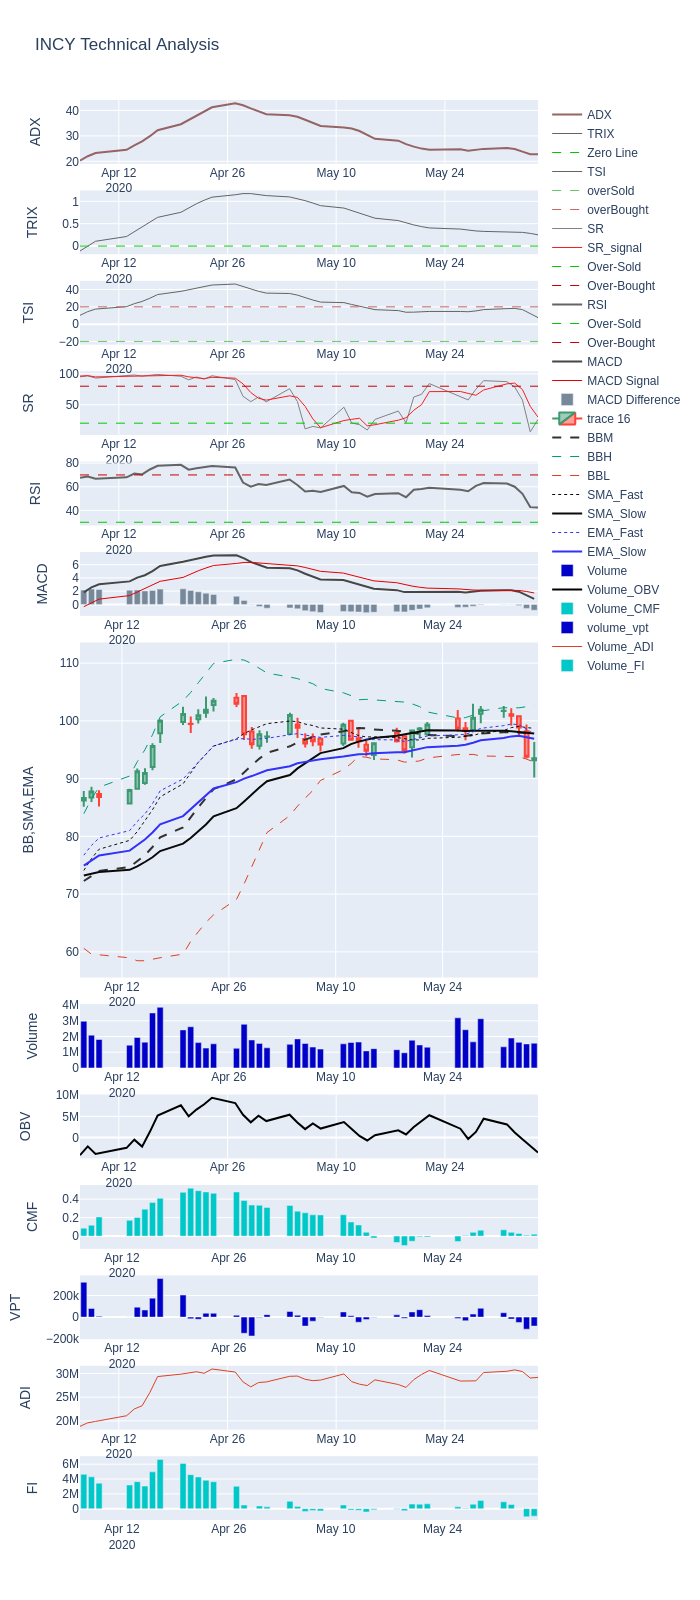 INCY Technical Analysis
ADX
40
30
20
Apr 12
2020
Apr 26
May 10
May 24
TRIX
1
0.5
0
Apr 12
2020
Apr 26
May 10
May 24
TSI
40
20
0
−20
Apr 12
2020
Apr 26
May 10
May 24
SR
100
50
Apr 12
2020
Apr 26
May 10
May 24
RSI
80
60
40
Apr 12
2020
Apr 26
May 10
May 24
MACD
6
4
2
0
Apr 12
2020
Apr 26
May 10
May 24
BB,SMA,EMA
110
100
90
80
70
60
Apr 12
2020
Apr 26
May 10
May 24
Volume
4M
3M
2M
1M
0
Apr 12
2020
Apr 26
May 10
May 24
OBV
10M
5M
0
Apr 12
2020
Apr 26
May 10
May 24
CMF
0.4
0.2
0
Apr 12
2020
Apr 26
May 10
May 24
VPT
200k
0
−200k
Apr 12
2020
Apr 26
May 10
May 24
ADI
30M
25M
20M
Apr 12
2020
Apr 26
May 10
May 24
FI
6M
4M
2M
0
Apr 12
2020
Apr 26
May 10
May 24
ADX
TRIX
Zero Line
TSI
overSold
overBought
SR
SR_signal
Over-Sold
Over-Bought
RSI
Over-Sold
Over-Bought
MACD
MACD Signal
MACD Difference
trace 16
BBM
BBH
BBL
SMA_Fast
SMA_Slow
EMA_Fast
EMA_Slow
Volume
Volume_OBV
Volume_CMF
volume_vpt
Volume_ADI
Volume_FI